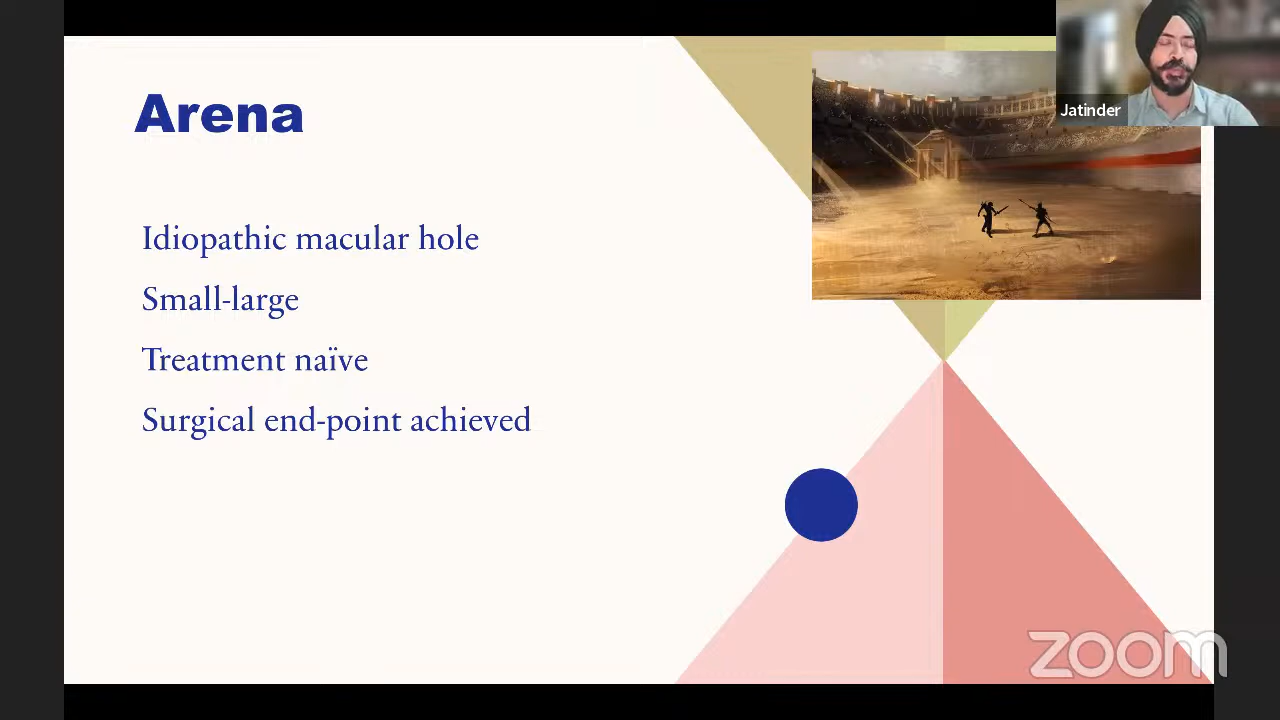 Arena
Jatinder
Idiopathic macular hole
Small-large
Treatment naïve
Surgical end-point achieved
zoom